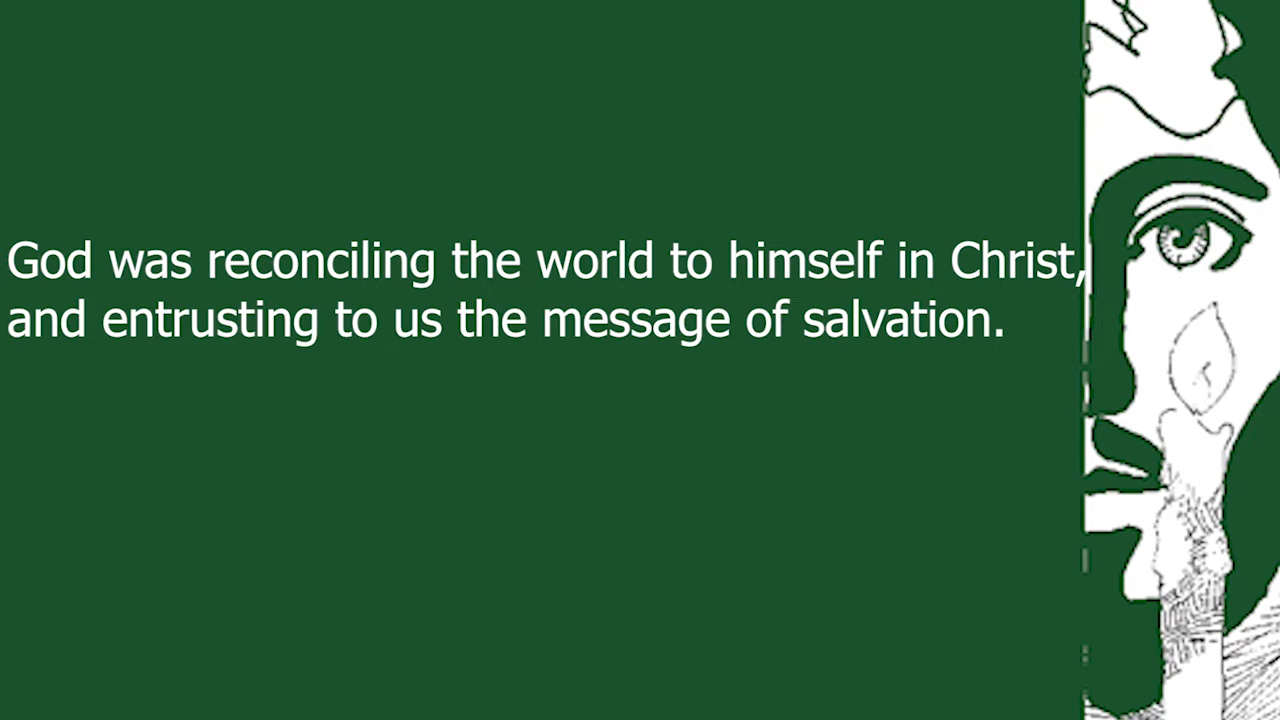 God was reconciling the world to himself in Christ,
and entrusting to us the message of salvation.